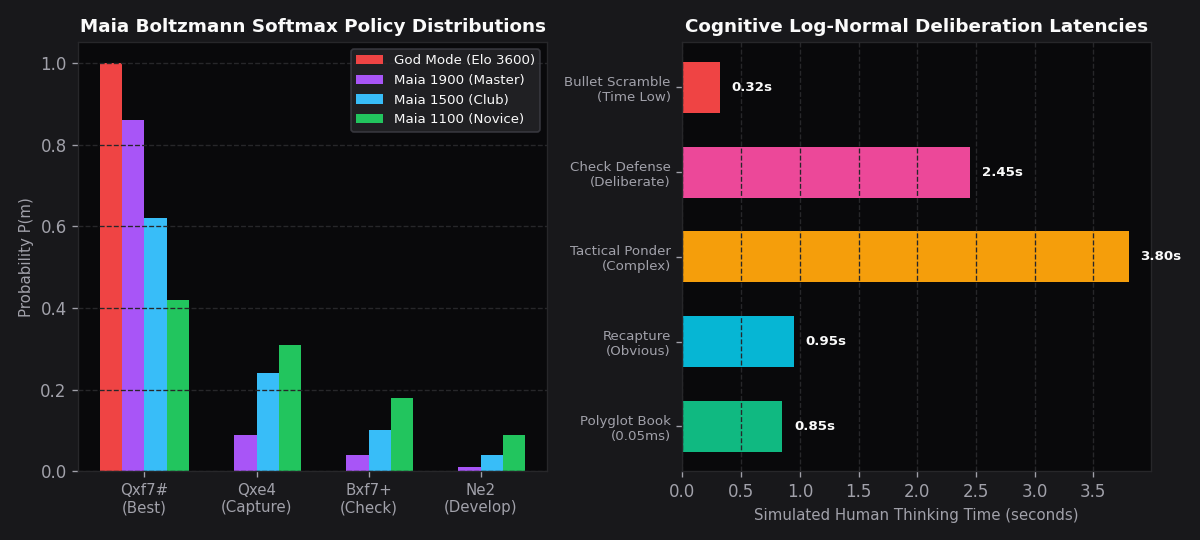 Maia Boltzmann Softmax Policy Distributions
God Mode (Elo 3600)
Maia 1900 (Master)
Maia 1500 (Club)
Maia 1100 (Novice)
Probability P(m)
1.0
0.8
0.6
0.4
0.2
0.0
Qxf7#
(Best)
Qxe4
(Capture)
Bxf7+
(Check)
Ne2
(Develop)
Cognitive Log-Normal Deliberation Latencies
Bullet Scramble
(Time Low)
0.32s
Check Defense
(Deliberate)
2.45s
Tactical Ponder
(Complex)
3.80s
Recapture
(Obvious)
0.95s
Polyglot Book
(0.05ms)
0.85s
0.0 0.5 1.0 1.5 2.0 2.5 3.0 3.5
Simulated Human Thinking Time (seconds)